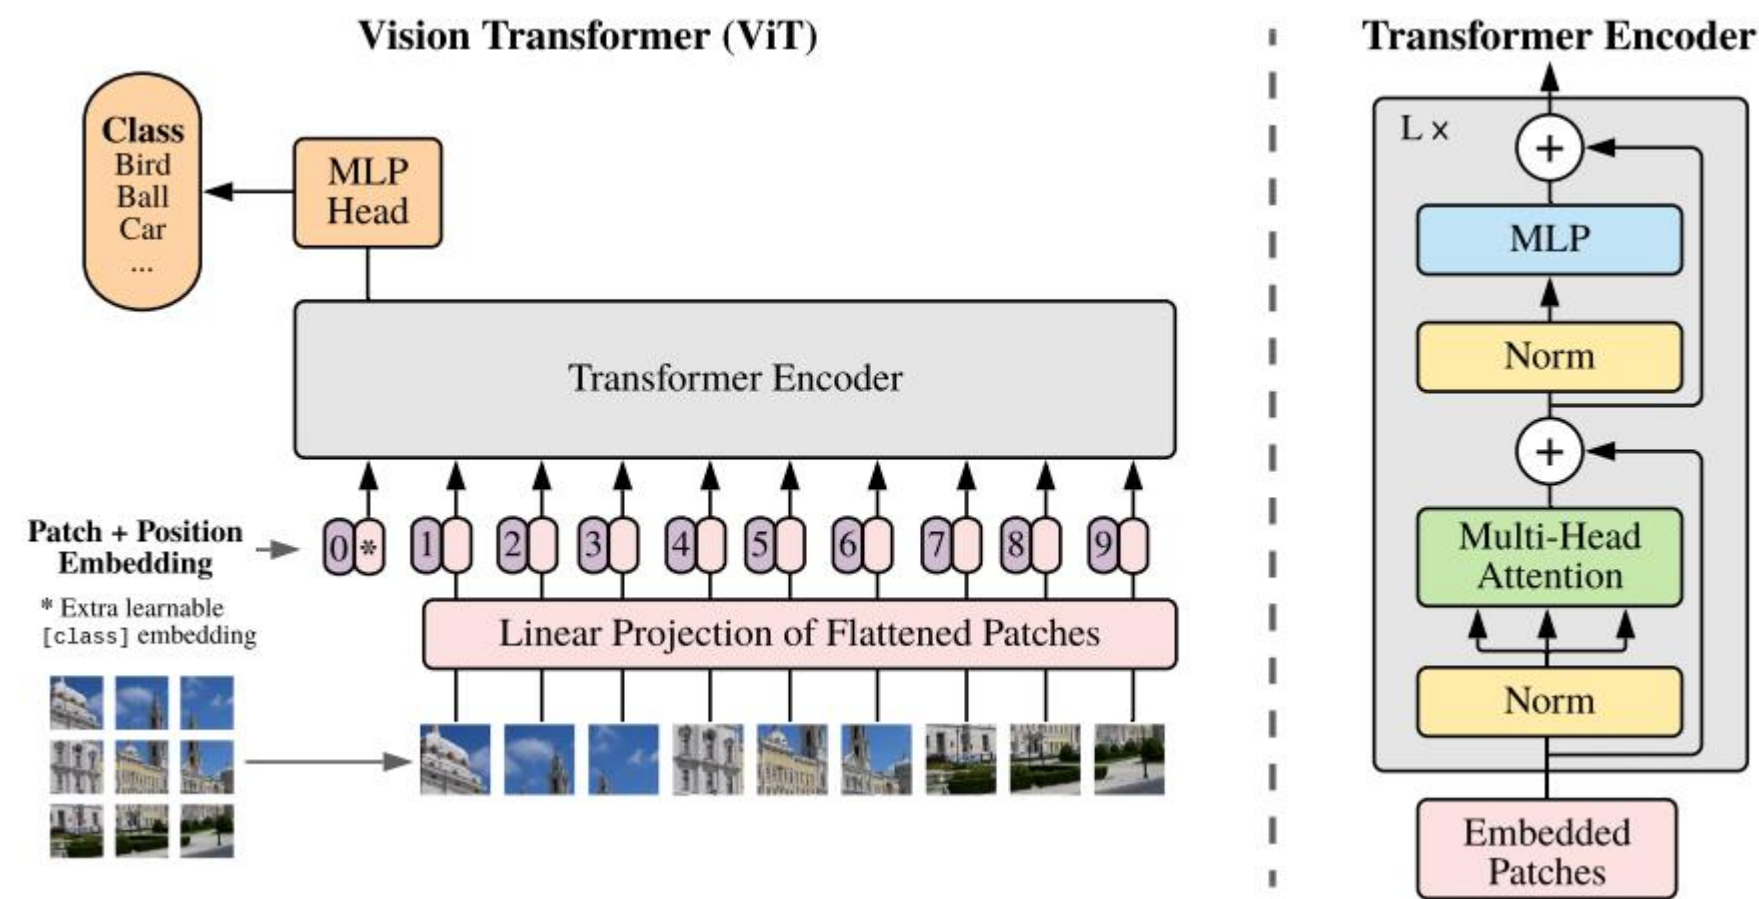 Vision Transformer (ViT)
Class
Bird
Ball
Car
...
MLP
Head
Transformer Encoder
Patch + Position
Embedding
0 * 1 2 3 4 5 6 7 8 9
* Extra learnable
[class] embedding
Linear Projection of Flattened Patches
Transformer Encoder
L ×
+
MLP
Norm
+
Multi-Head
Attention
Norm
Embedded
Patches